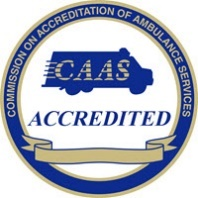 COMMISSION ON ACCREDITATION OF AMBULANCE SERVICES
CAAS
ACCREDITED